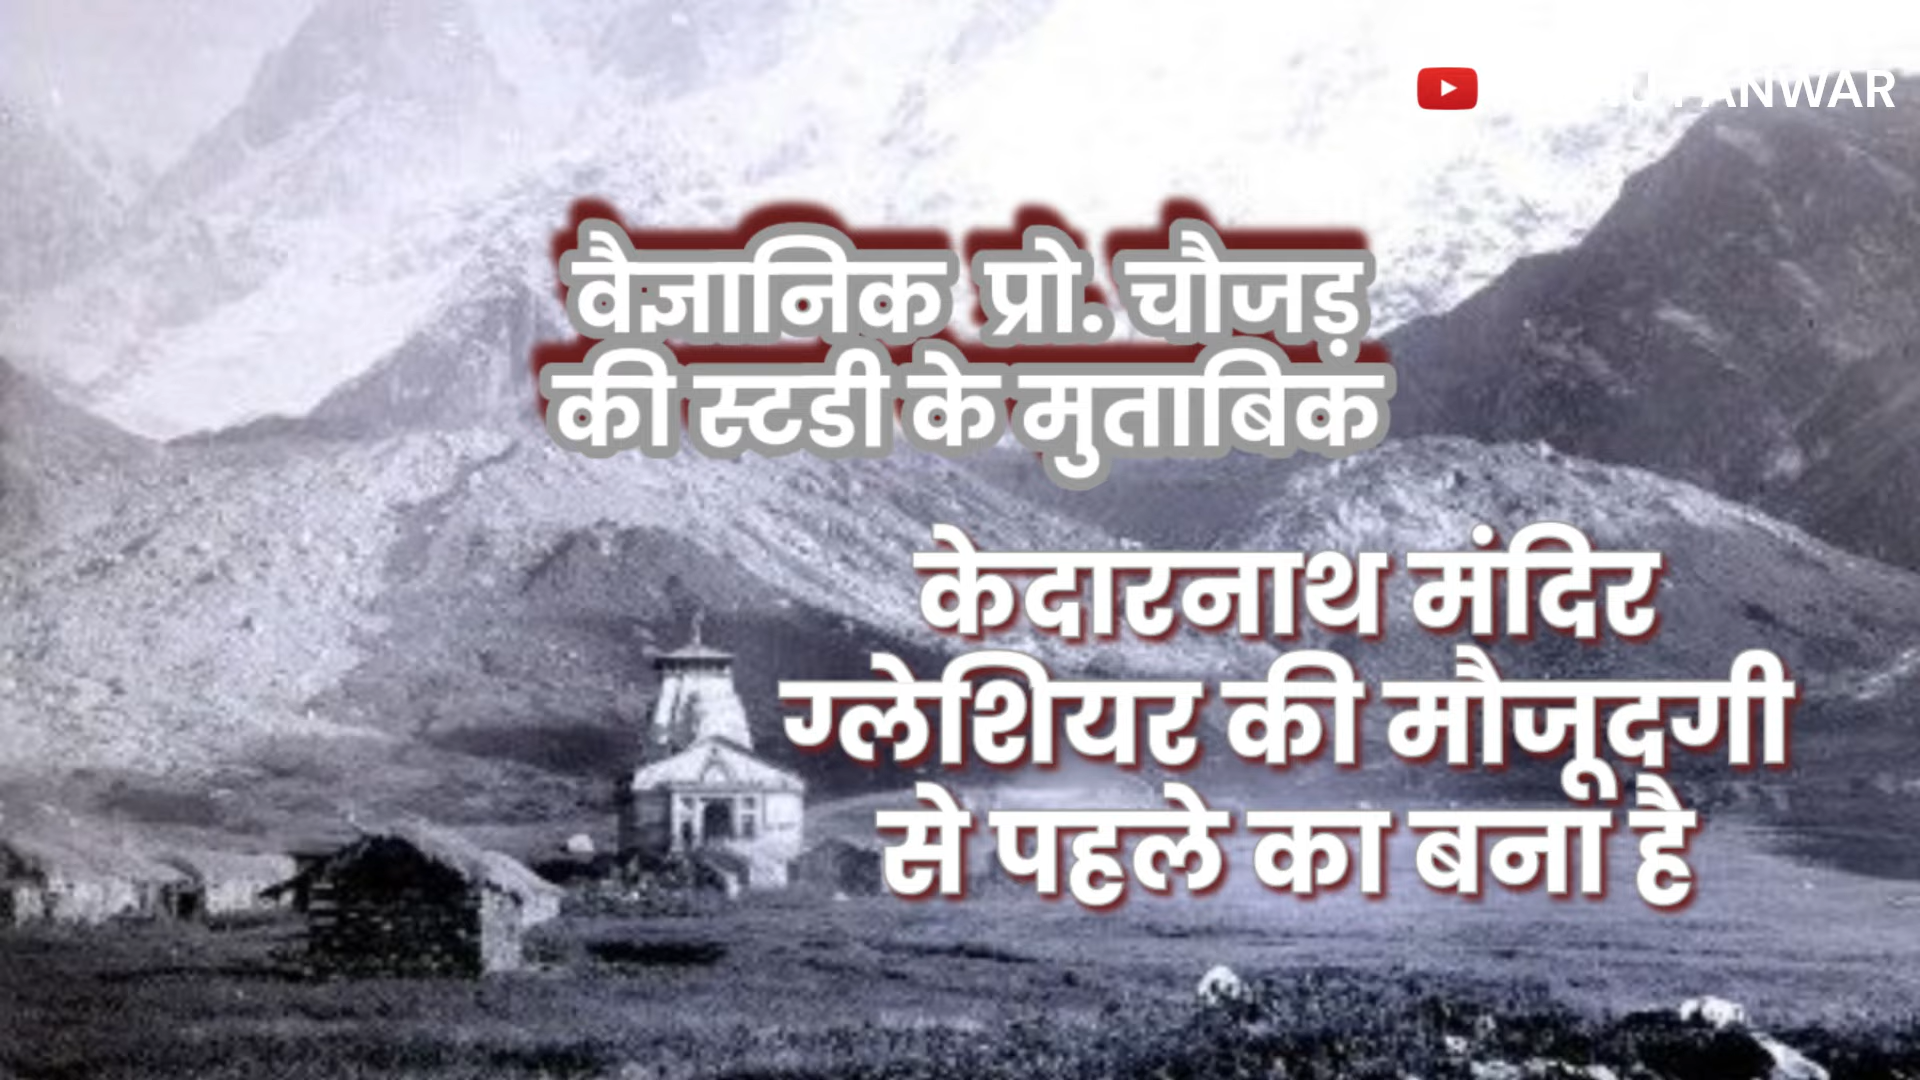 ANWAR
वैज्ञानिक प्रो. चौजड़
की स्टडी के मुताबिक
केदारनाथ मंदिर
ग्लेशियर की मौजूदगी
से पहले का बना है